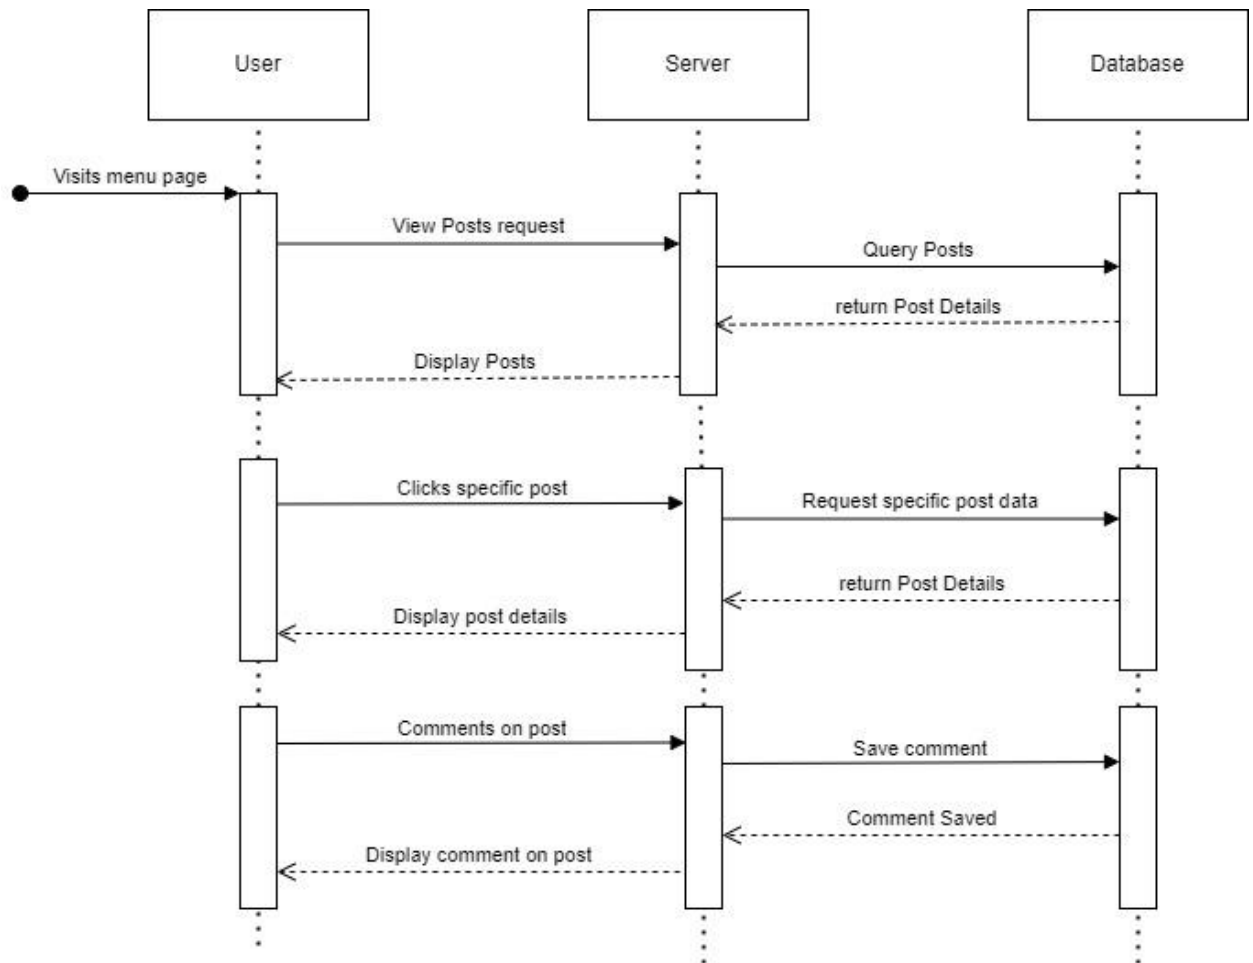 User
Server
Database
Visits menu page
View Posts request
Query Posts
return Post Details
Display Posts
Clicks specific post
Request specific post data
return Post Details
Display post details
Comments on post
Save comment
Comment Saved
Display comment on post